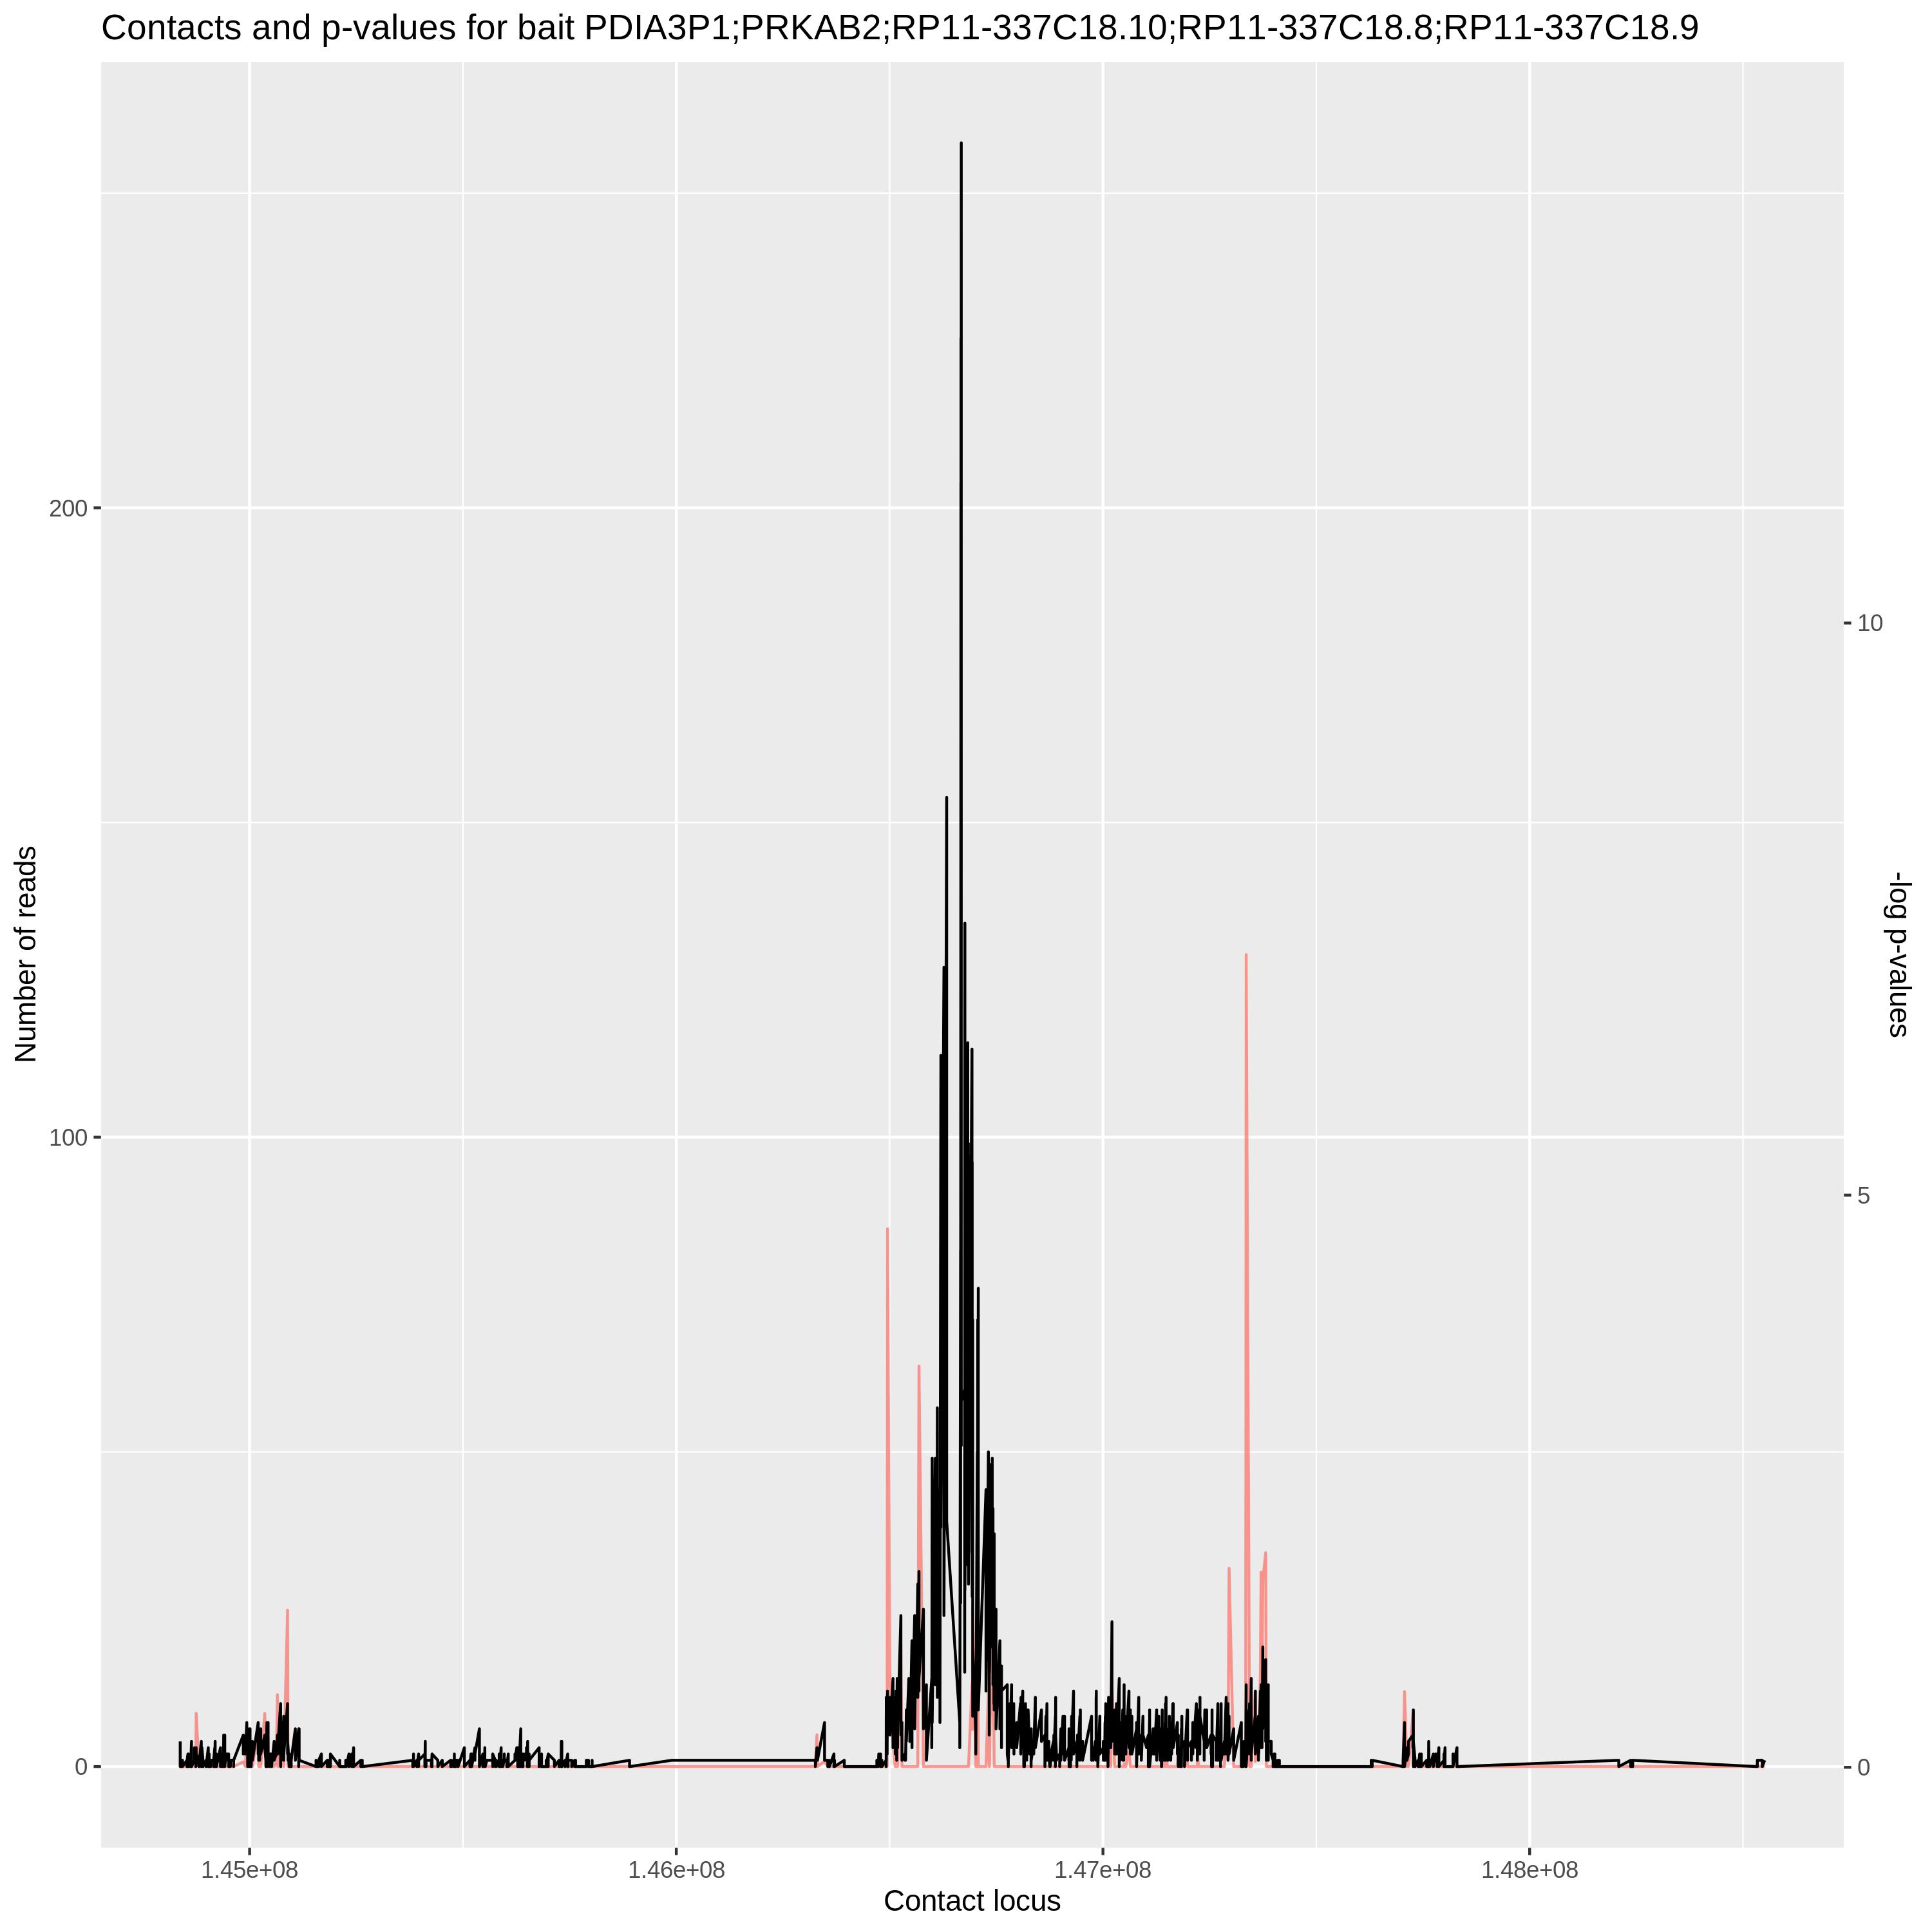 Contacts and p-values for bait PDIA3P1;PRKAB2;RP11-337C18.10;RP11-337C18.8;RP11-337C18.9
Number of reads
200
100
0
-log p-values
10
5
0
1.45e+08 1.46e+08 1.47e+08 1.48e+08
Contact locus